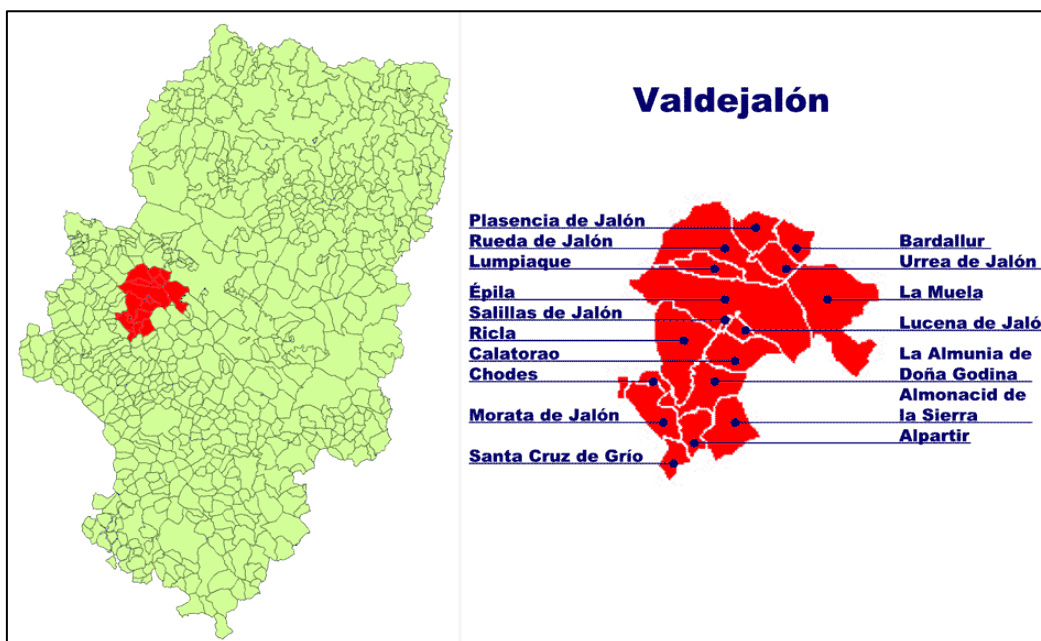 Valdejalón
Plasencia de Jalón
Rueda de Jalón
Lumpiaque
Épila
Salillas de Jalón
Ricla
Calatorao
Chodes
Morata de Jalón
Santa Cruz de Grío
Bardallur
Urrea de Jalón
La Muela
Lucena de Jaló
La Almunia de
Doña Godina
Almonacid de
la Sierra
Alpartir